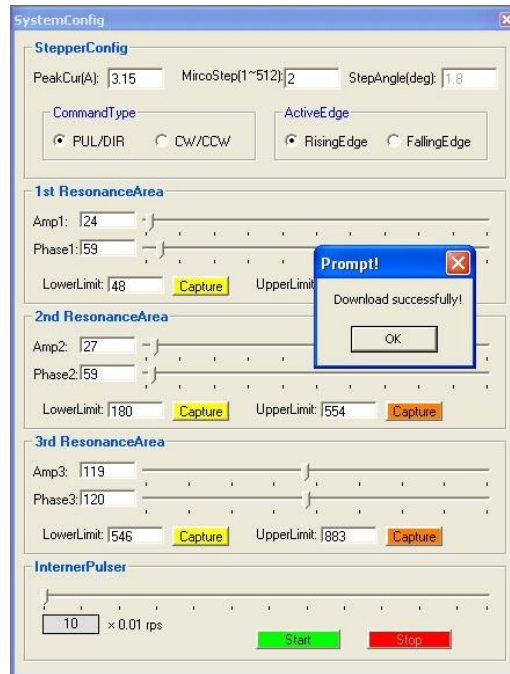 SystemConfig
StepperConfig
PeakCur(A): 3.15 MircoStep(1~512): 2 StepAngle(deg): 1.8
CommandType ActiveEdge
PUL/DIR CW/CCW RisingEdge FallingEdge
1st ResonanceArea
Amp1: 24
Phase1: 59
Prompt!
LowerLimit: 48 Capture UpperLimit
Download successfully!
OK
2nd ResonanceArea
Amp2: 27
Phase2: 59
LowerLimit: 180 Capture UpperLimit: 554 Capture
3rd ResonanceArea
Amp3: 119
Phase3: 120
LowerLimit: 546 Capture UpperLimit: 883 Capture
InternerPulser
10 × 0.01 rps
Start Stop